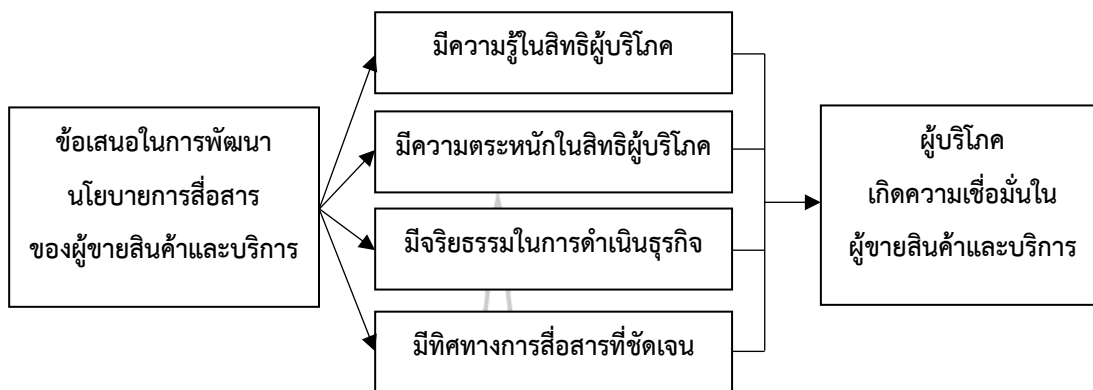 ข้อเสนอในการพัฒนา
นโยบายการสื่อสาร
ของผู้ขายสินค้าและบริการ
มีความรู้ในสิทธิผู้บริโภค
มีความตระหนักในสิทธิผู้บริโภค
มีจริยธรรมในการดำเนินธุรกิจ
มีทิศทางการสื่อสารที่ชัดเจน
ผู้บริโภค
เกิดความเชื่อมั่นใน
ผู้ขายสินค้าและบริการ